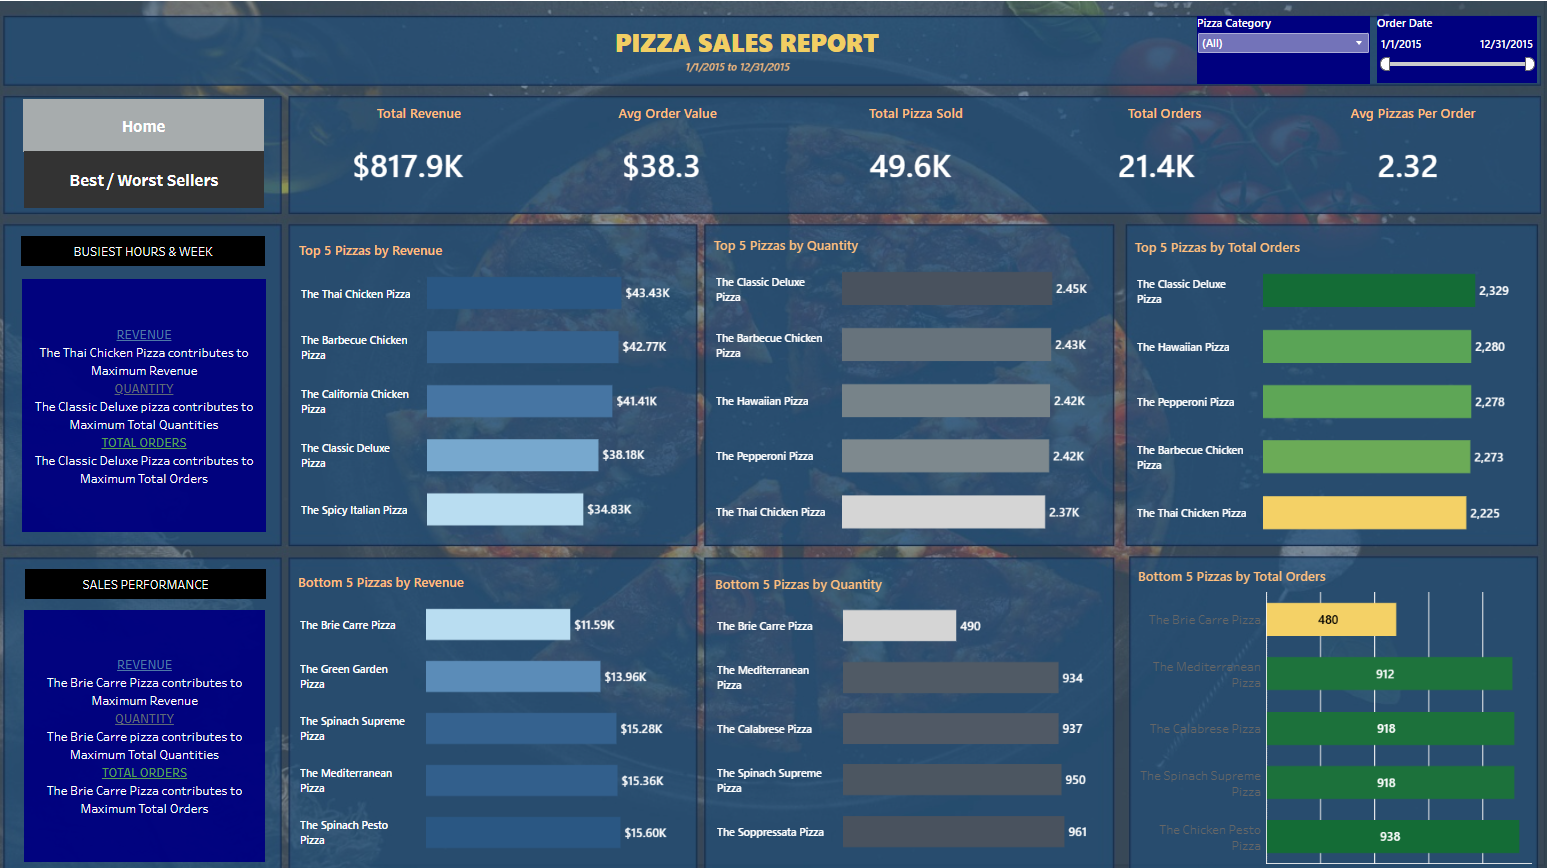 PIZZA SALES REPORT
1/1/2015 to 12/31/2015
Pizza Category
(All)
Order Date
1/1/2015
12/31/2015
Home
Best / Worst Sellers
Total Revenue
$817.9K
Avg Order Value
$38.3
Total Pizza Sold
49.6K
Total Orders
21.4K
Avg Pizzas Per Order
2.32
BUSIEST HOURS & WEEK
REVENUE
The Thai Chicken Pizza contributes to
Maximum Revenue
QUANTITY
The Classic Deluxe pizza contributes to
Maximum Total Quantities
TOTAL ORDERS
The Classic Deluxe Pizza contributes to
Maximum Total Orders
Top 5 Pizzas by Revenue
The Thai Chicken Pizza
$43.43K
The Barbecue Chicken
Pizza
$42.77K
The California Chicken
Pizza
$41.41K
The Classic Deluxe
Pizza
$38.18K
The Spicy Italian Pizza
$34.83K
Top 5 Pizzas by Quantity
The Classic Deluxe
Pizza
2.45K
The Barbecue Chicken
Pizza
2.43K
The Hawaiian Pizza
2.42K
The Pepperoni Pizza
2.42K
The Thai Chicken Pizza
2.37K
Top 5 Pizzas by Total Orders
The Classic Deluxe
Pizza
2,329
The Hawaiian Pizza
2,280
The Pepperoni Pizza
2,278
The Barbecue Chicken
Pizza
2,273
The Thai Chicken Pizza
2,225
SALES PERFORMANCE
REVENUE
The Brie Carre Pizza contributes to
Maximum Revenue
QUANTITY
The Brie Carre pizza contributes to
Maximum Total Quantities
TOTAL ORDERS
The Brie Carre Pizza contributes to
Maximum Total Orders
Bottom 5 Pizzas by Revenue
The Brie Carre Pizza
$11.59K
The Green Garden
Pizza
$13.96K
The Spinach Supreme
Pizza
$15.28K
The Mediterranean
Pizza
$15.36K
The Spinach Pesto
Pizza
$15.60K
Bottom 5 Pizzas by Quantity
The Brie Carre Pizza
490
The Mediterranean
Pizza
934
The Calabrese Pizza
937
The Spinach Supreme
Pizza
950
The Soppressata Pizza
961
Bottom 5 Pizzas by Total Orders
The Brie Carre Pizza
480
The Mediterranean
Pizza
912
The Calabrese Pizza
918
The Spinach Supreme
Pizza
918
The Chicken Pesto
Pizza
938